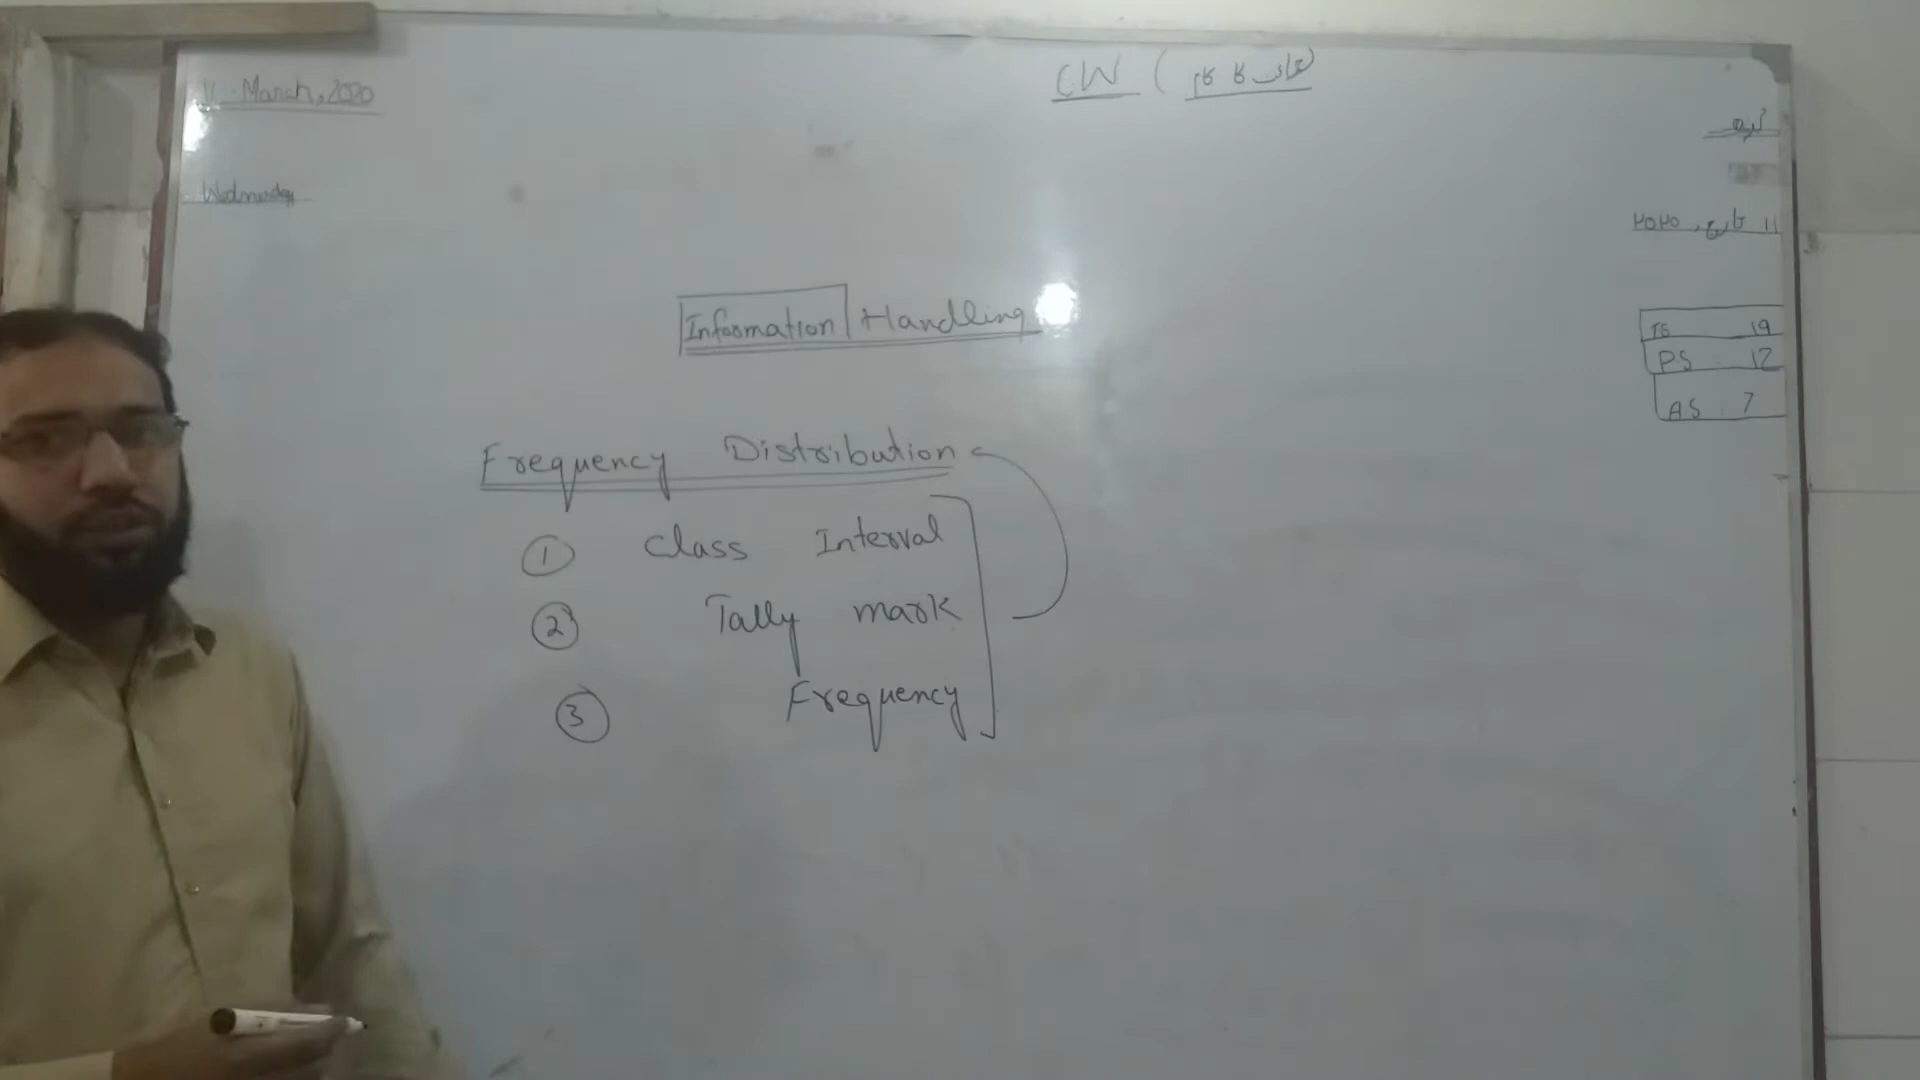 11 March, 2020
CW ( جماعت کا کام )
Wednesday
۱۱ مارچ, ۲۰۲۰
Information Handling
TS 19
PS : 12
AS : 7
Frequency Distribution
① Class Interval
② Tally mark
③ Frequency